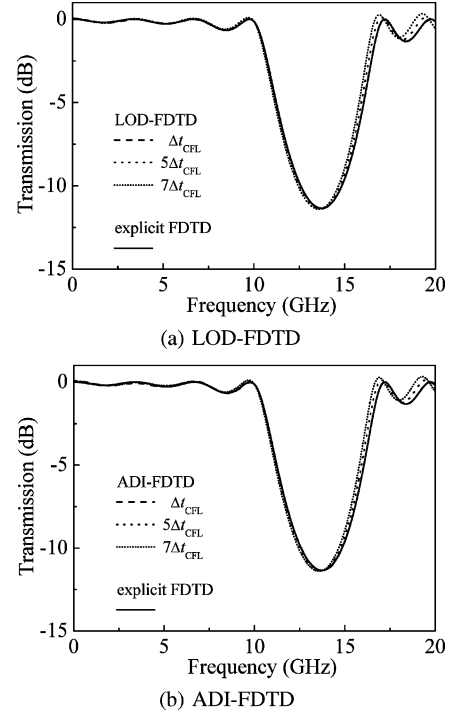 0
-5
-10
-15
Transmission (dB)
LOD-FDTD
Δt_CFL
5Δt_CFL
7Δt_CFL
explicit FDTD
0 5 10 15 20
Frequency (GHz)
(a) LOD-FDTD
0
-5
-10
-15
Transmission (dB)
ADI-FDTD
Δt_CFL
5Δt_CFL
7Δt_CFL
explicit FDTD
0 5 10 15 20
Frequency (GHz)
(b) ADI-FDTD